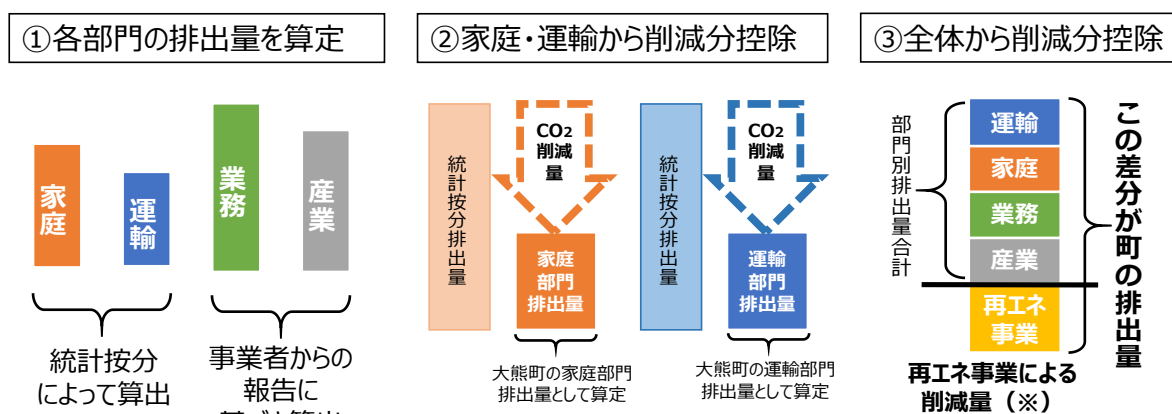 ①各部門の排出量を算定
家庭
運輸
業務
産業
統計按分
によって算出
事業者からの
報告に
②家庭・運輸から削減分控除
統計按分排出量
CO2
削減
量
家庭
部門
排出量
大熊町の家庭部門
排出量として算定
統計按分排出量
CO2
削減
量
運輸
部門
排出量
大熊町の運輸部門
排出量として算定
③全体から削減分控除
部門別排出量合計
運輸
家庭
業務
産業
再エネ
事業
この差分が町の排出量
再エネ事業による
削減量（※）